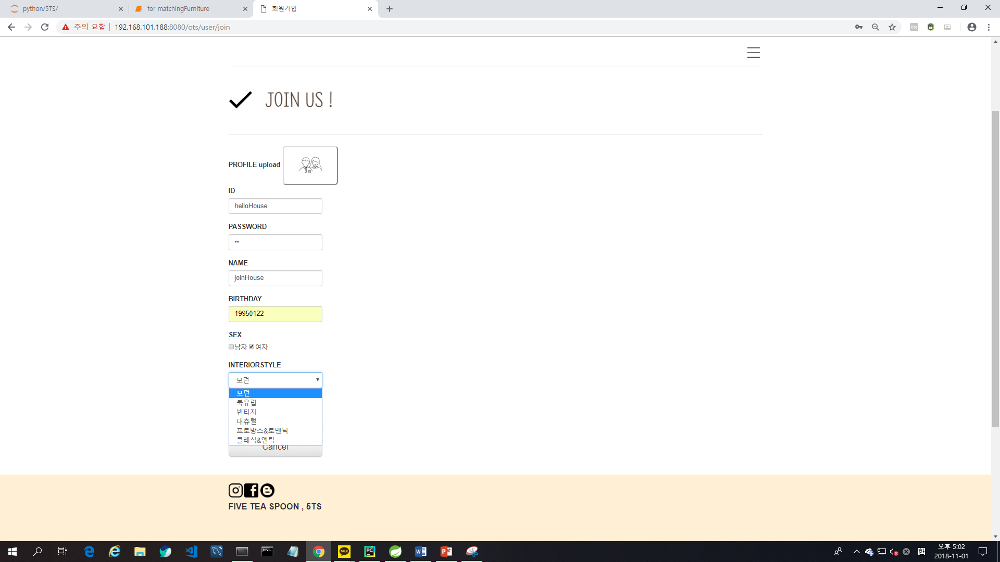 python/5TS/
for matchingFurniture
회원가입
주의 요함
192.168.101.188:8080/ots/user/join
JOIN US !
PROFILE upload
ID
helloHouse
PASSWORD
••
NAME
joinHouse
BIRTHDAY
19950122
SEX
남자 여자
INTERIORSTYLE
모던
모던
북유럽
빈티지
내츄럴
프로방스&로맨틱
클래식&엔틱
Cancel
FIVE TEA SPOON , 5TS
TALK
PC
한
오후 5:02
2018-11-01